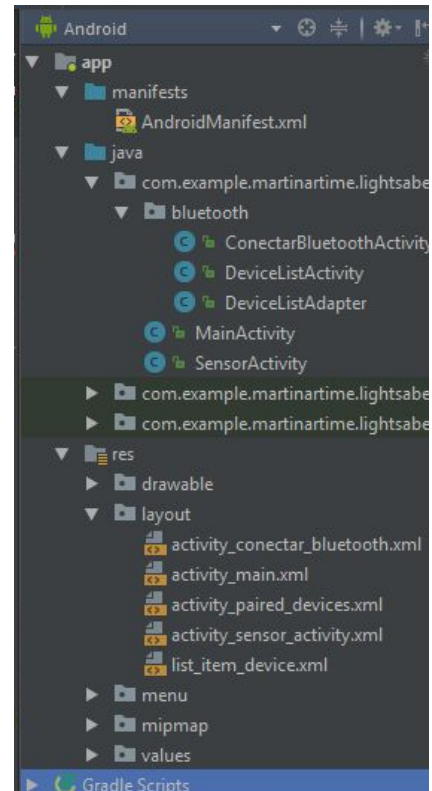 Android
app
manifests
AndroidManifest.xml
java
com.example.martinartime.lightsabe
bluetooth
ConectarBluetoothActivity
DeviceListActivity
DeviceListAdapter
MainActivity
SensorActivity
com.example.martinartime.lightsabe
com.example.martinartime.lightsabe
res
drawable
layout
activity_conectar_bluetooth.xml
activity_main.xml
activity_paired_devices.xml
activity_sensor_activity.xml
list_item_device.xml
menu
mipmap
values
Gradle Scripts